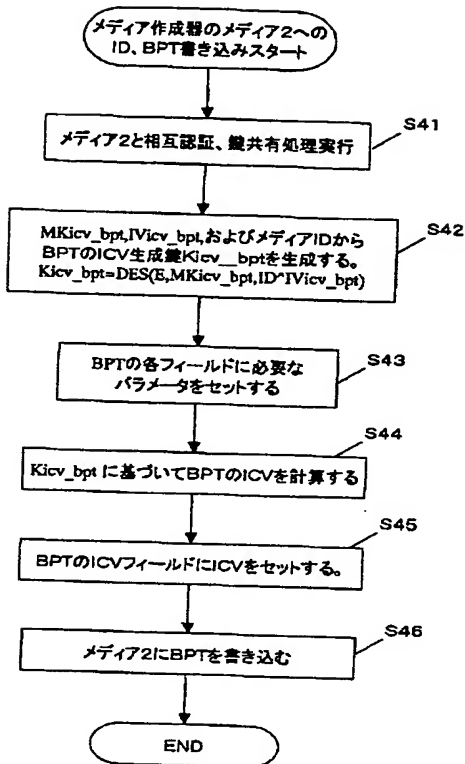 メディア作成器のメディア2への
ID、BPT書き込みスタート
S41
メディア2と相互認証、鍵共有処理実行
S42
MKicv_bpt,IVicv_bpt,およびメディアIDから
BPTのICV生成鍵Kicv__bptを生成する。
Kicv_bpt=DES(E,MKicv_bpt,ID^IVicv_bpt)
S43
BPTの各フィールドに必要な
パラメータをセットする
S44
Kicv_bpt に基づいてBPTのICVを計算する
S45
BPTのICVフィールドにICVをセットする。
S46
メディア2にBPTを書き込む
END